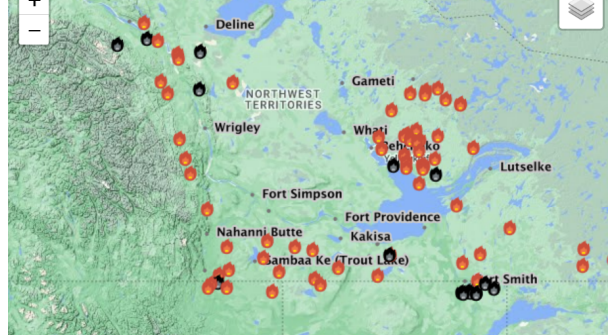 +
−
Deline
Gameti
NORTHWEST
TERRITORIES
Wrigley
Whati
Lutselke
Fort Simpson
Fort Providence
Nahanni Butte
Kakisa
Sambaa Ke (Trout Lake)
Smith